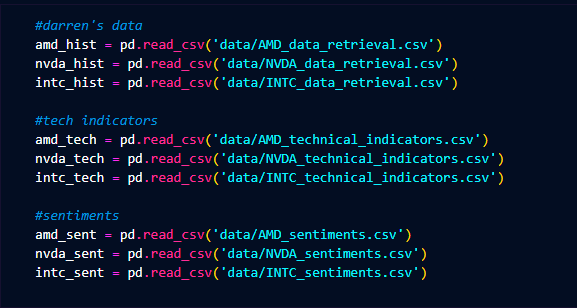 #darren's data
amd_hist = pd.read_csv('data/AMD_data_retrieval.csv')
nvda_hist = pd.read_csv('data/NVDA_data_retrieval.csv')
intc_hist = pd.read_csv('data/INTC_data_retrieval.csv')
#tech indicators
amd_tech = pd.read_csv('data/AMD_technical_indicators.csv')
nvda_tech = pd.read_csv('data/NVDA_technical_indicators.csv')
intc_tech = pd.read_csv('data/INTC_technical_indicators.csv')
#sentiments
amd_sent = pd.read_csv('data/AMD_sentiments.csv')
nvda_sent = pd.read_csv('data/NVDA_sentiments.csv')
intc_sent = pd.read_csv('data/INTC_sentiments.csv')